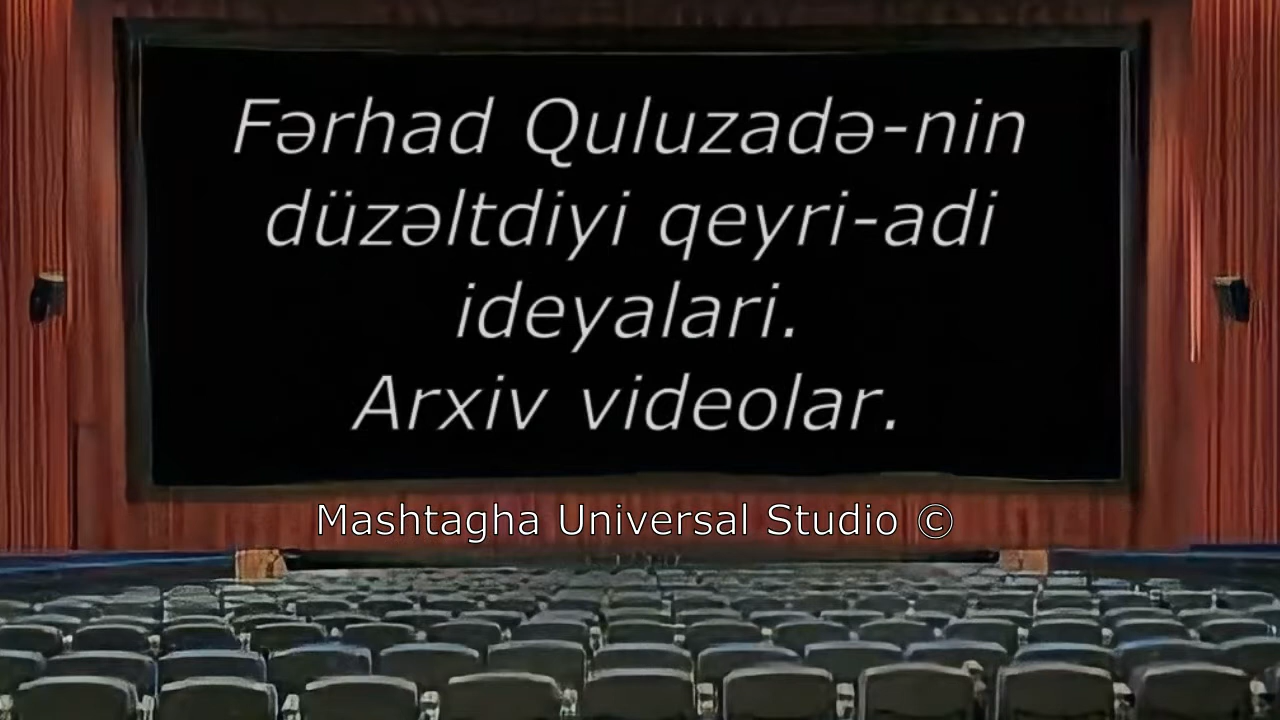 Fərhad Quluzadə-nin
düzəltdiyi qeyri-adi
ideyalari.
Arxiv videolar.
Mashtagha Universal Studio ©